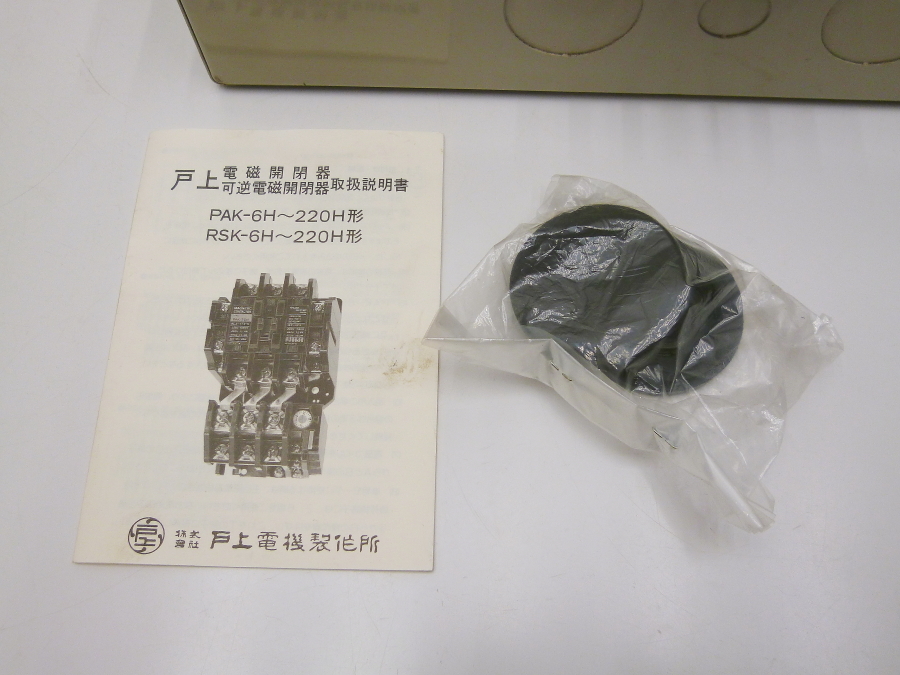 戸上電磁開閉器
可逆電磁開閉器取扱説明書
PAK-6H〜220H形
RSK-6H〜220H形
株式会社 戸上電機製作所